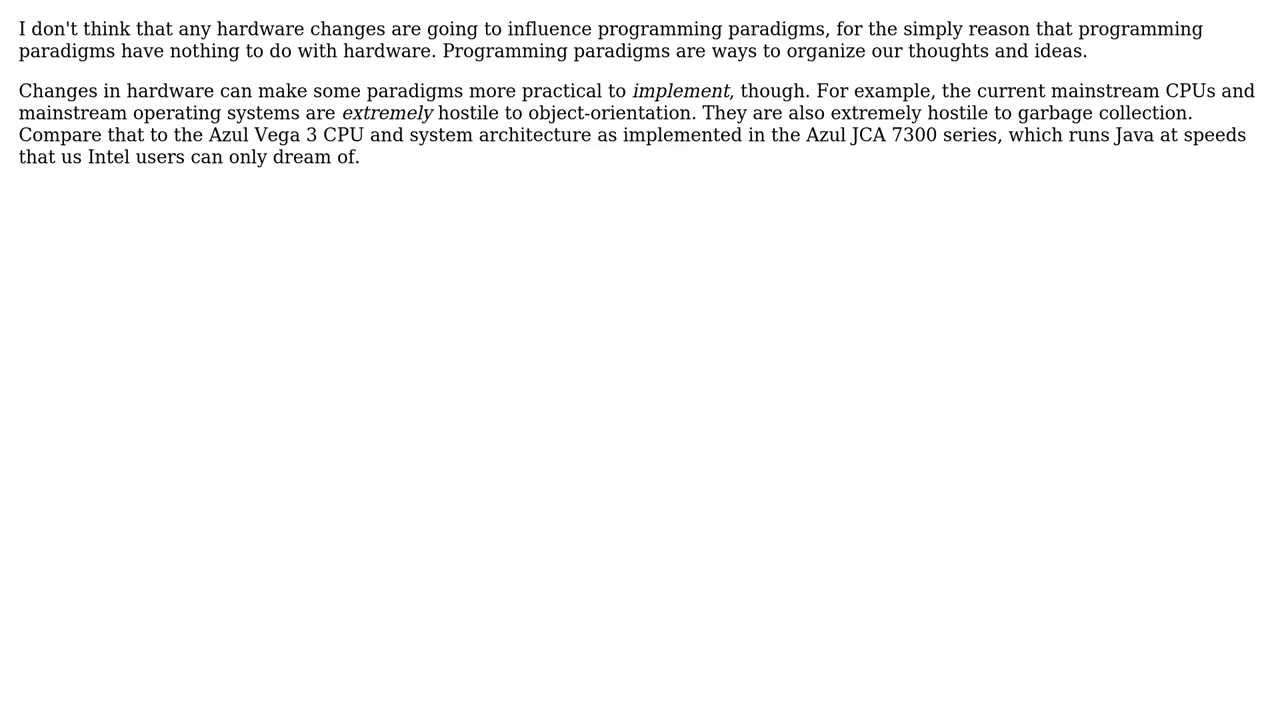 I don't think that any hardware changes are going to influence programming paradigms, for the simply reason that programming
paradigms have nothing to do with hardware. Programming paradigms are ways to organize our thoughts and ideas.
Changes in hardware can make some paradigms more practical to implement, though. For example, the current mainstream CPUs and
mainstream operating systems are extremely hostile to object-orientation. They are also extremely hostile to garbage collection.
Compare that to the Azul Vega 3 CPU and system architecture as implemented in the Azul JCA 7300 series, which runs Java at speeds
that us Intel users can only dream of.